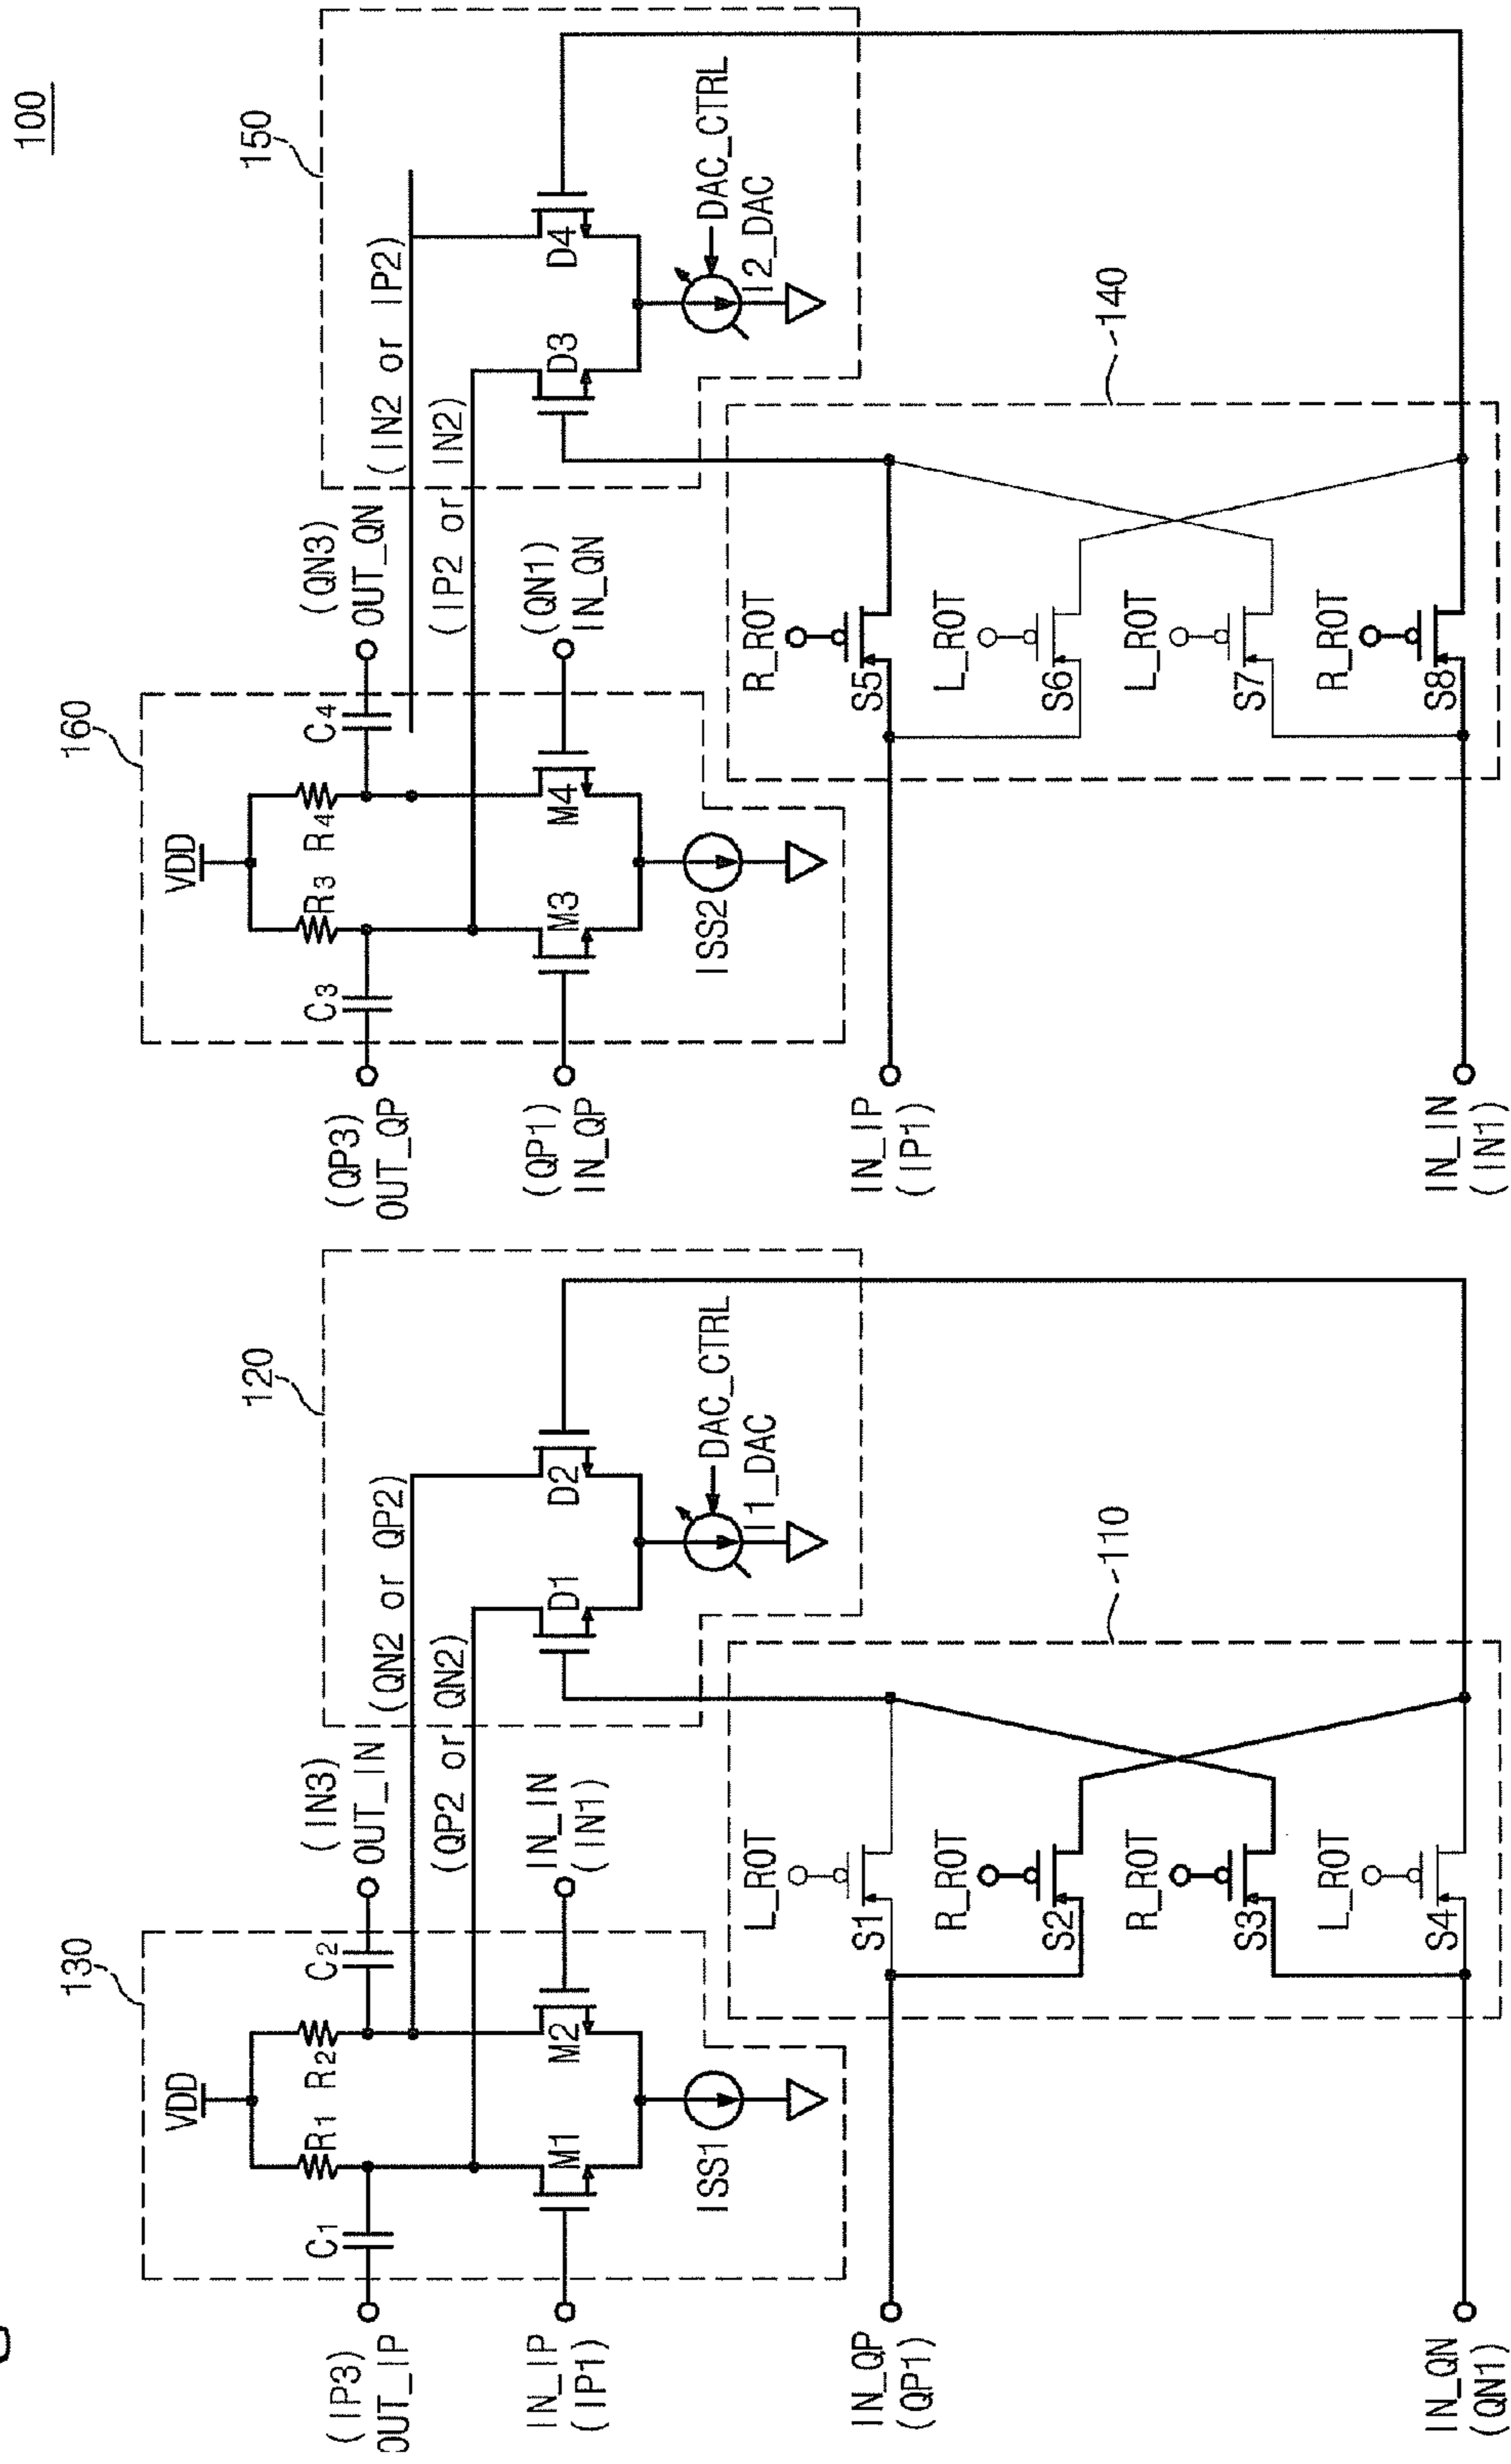 100
130
VDD
R1 R2
C1
C2
(IP3)
OUT_IP
(IN3)
OUT_IN
(QN2 or QP2)
(QP2 or QN2)
IN_IP
(IP1)
M1
M2
IN_IN
(IN1)
ISS1
120
D1
D2
DAC_CTRL
I1_DAC
110
IN_QP
(QP1)
L_ROT
S1
R_ROT
S2
R_ROT
S3
L_ROT
S4
IN_QN
(QN1)
160
VDD
R3 R4
C3
C4
(QP3)
OUT_QP
(QN3)
OUT_QN
(IN2 or IP2)
(IP2 or IN2)
(QP1)
IN_QP
M3
M4
(QN1)
IN_QN
ISS2
150
D3
D4
DAC_CTRL
I2_DAC
140
IN_IP
(IP1)
R_ROT
S5
L_ROT
S6
L_ROT
S7
R_ROT
S8
IN_IN
(IN1)